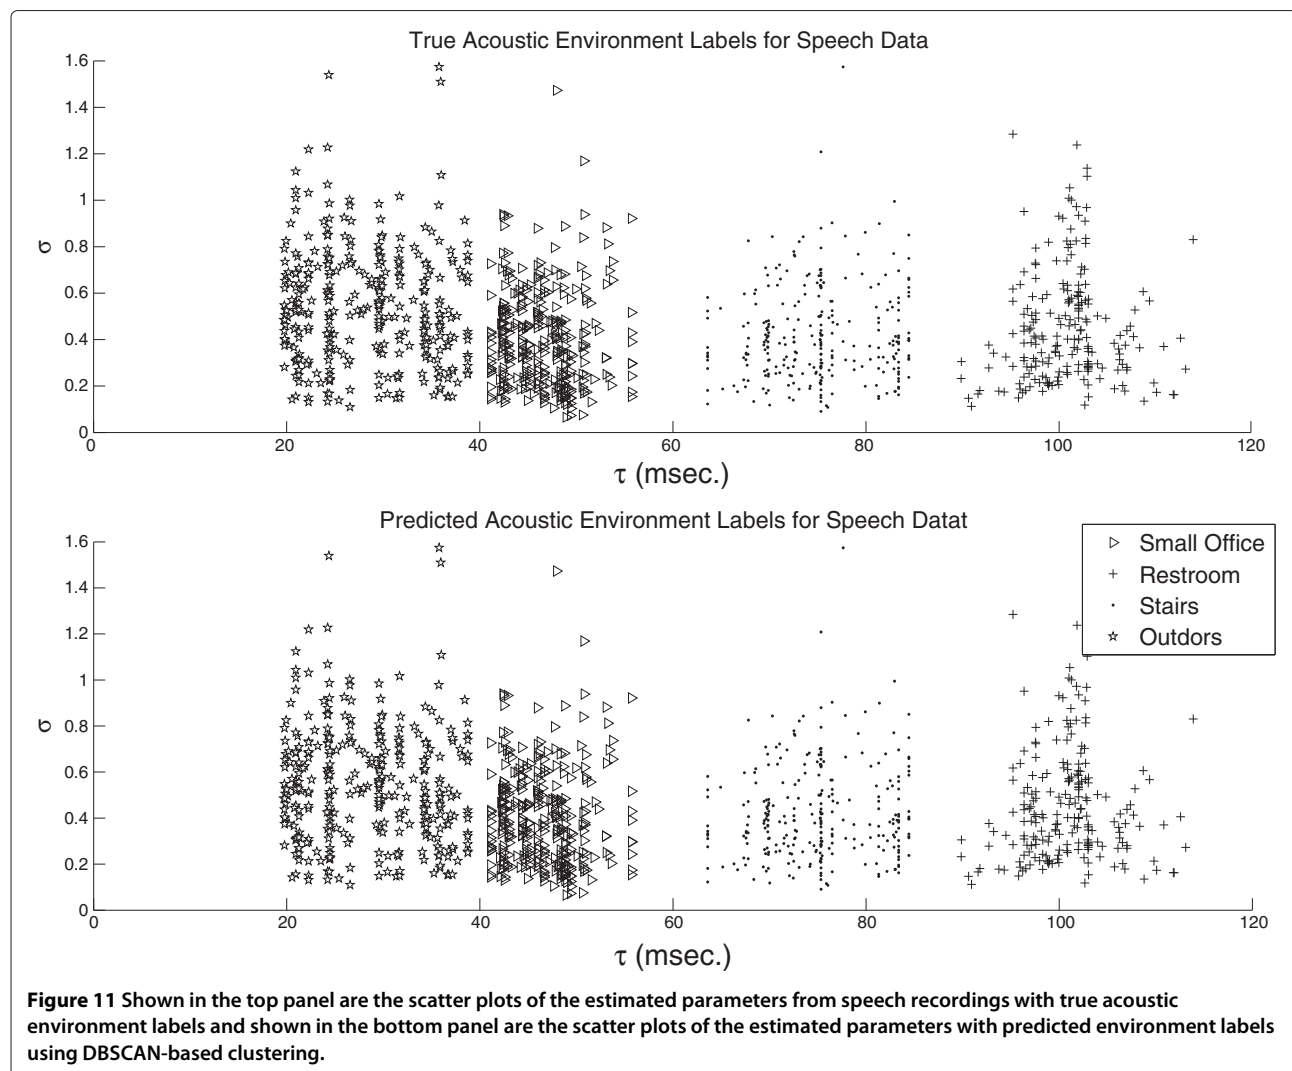 True Acoustic Environment Labels for Speech Data
1.6
1.4
1.2
1
0.8
0.6
0.4
0.2
0
σ
0 20 40 60 80 100 120
τ (msec.)
Predicted Acoustic Environment Labels for Speech Datat
1.6
1.4
1.2
1
0.8
0.6
0.4
0.2
0
σ
Small Office
Restroom
Stairs
Outdors
0 20 40 60 80 100 120
τ (msec.)
Figure 11 Shown in the top panel are the scatter plots of the estimated parameters from speech recordings with true acoustic
environment labels and shown in the bottom panel are the scatter plots of the estimated parameters with predicted environment labels
using DBSCAN-based clustering.